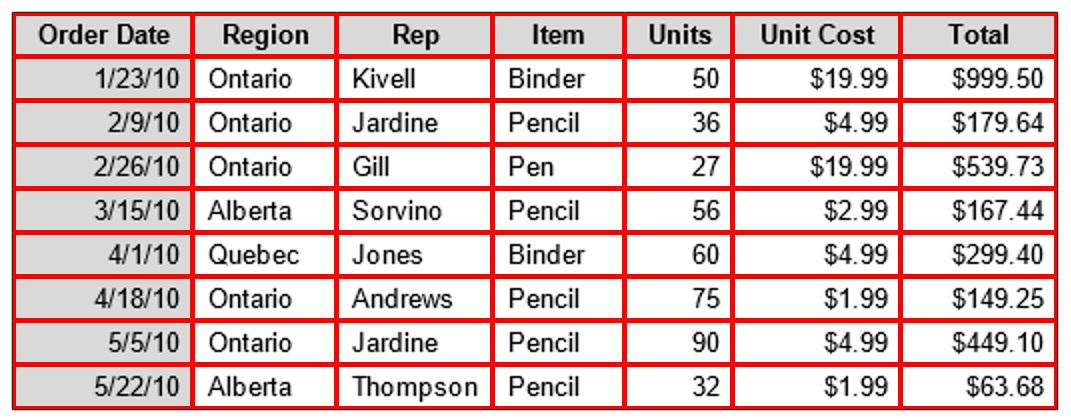 Order Date Region Rep Item Units Unit Cost Total
1/23/10 Ontario Kivell Binder 50 $19.99 $999.50
2/9/10 Ontario Jardine Pencil 36 $4.99 $179.64
2/26/10 Ontario Gill Pen 27 $19.99 $539.73
3/15/10 Alberta Sorvino Pencil 56 $2.99 $167.44
4/1/10 Quebec Jones Binder 60 $4.99 $299.40
4/18/10 Ontario Andrews Pencil 75 $1.99 $149.25
5/5/10 Ontario Jardine Pencil 90 $4.99 $449.10
5/22/10 Alberta Thompson Pencil 32 $1.99 $63.68